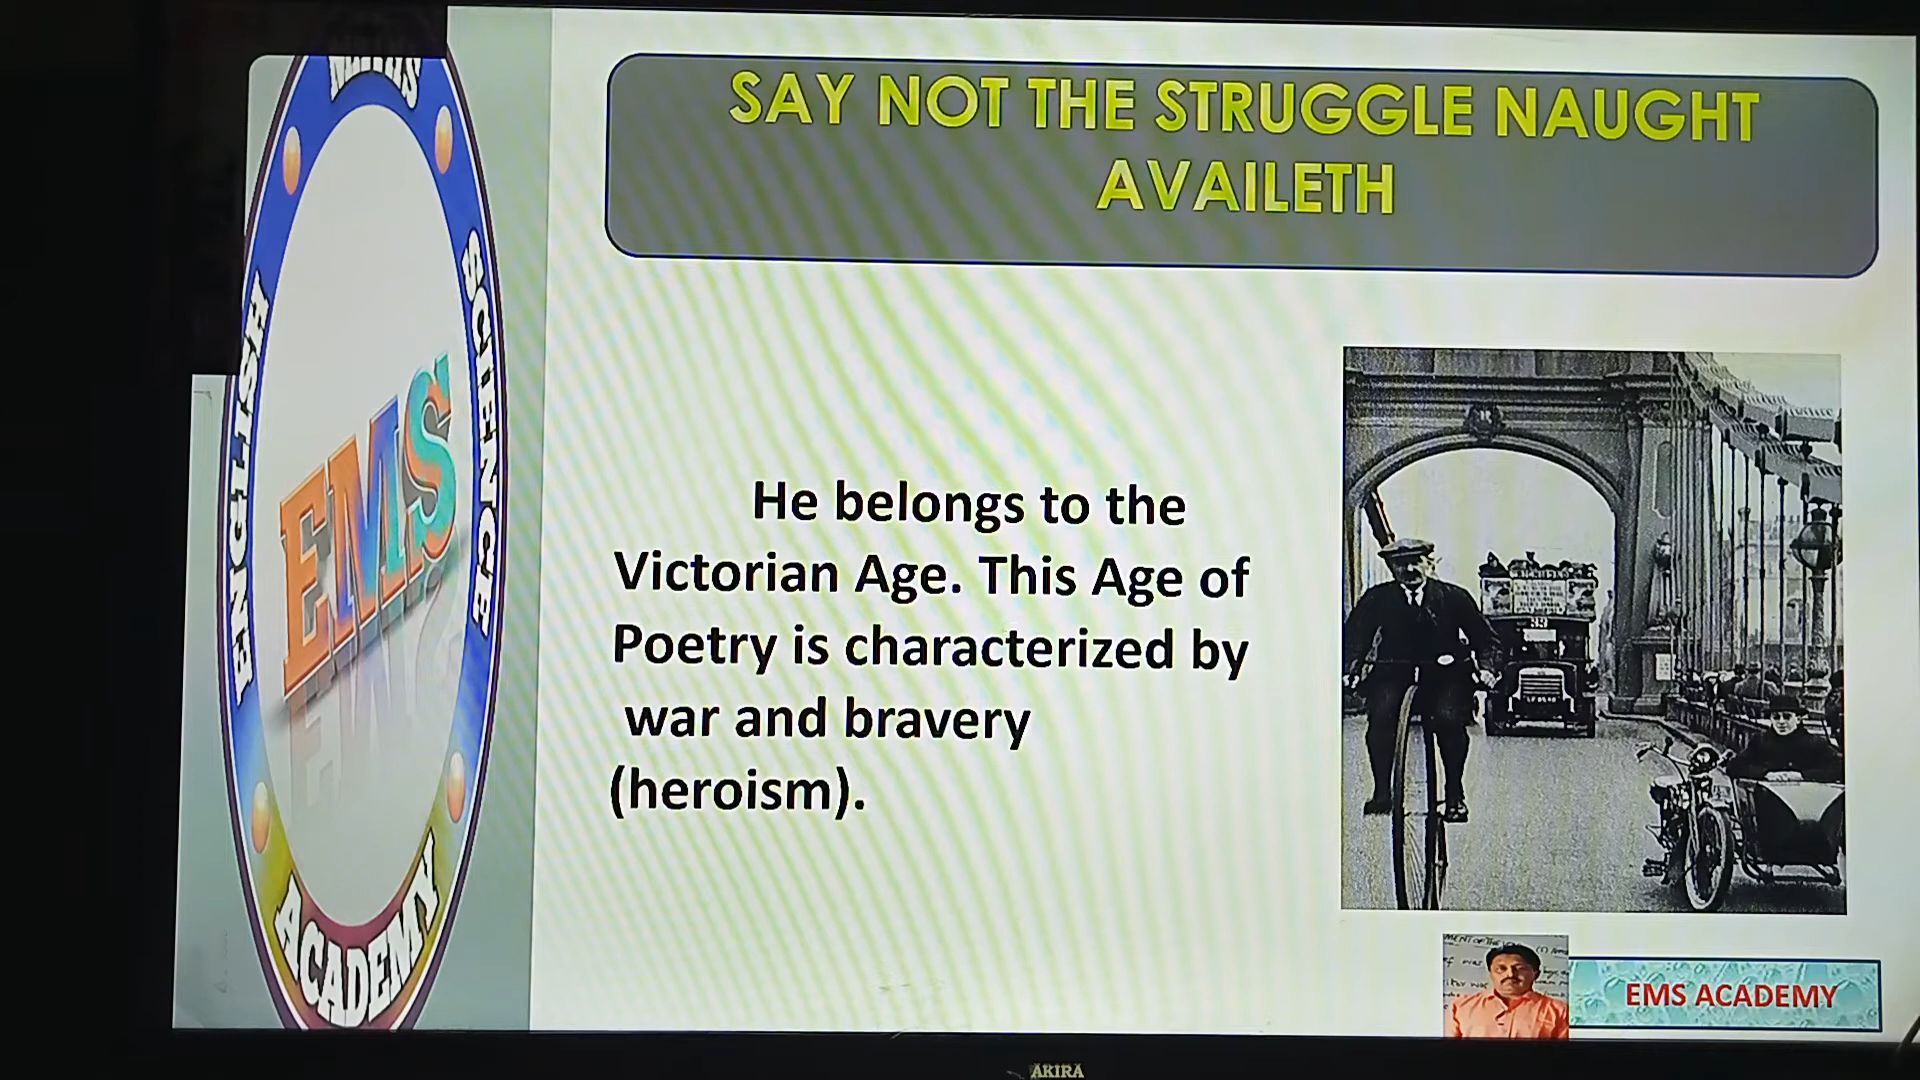 SAY NOT THE STRUGGLE NAUGHT
AVAILETH
He belongs to the
Victorian Age. This Age of
Poetry is characterized by
war and bravery
(heroism).
ENGLISH
SCIENCE
EMS
ACADEMY
33
EMS ACADEMY
AKIRA